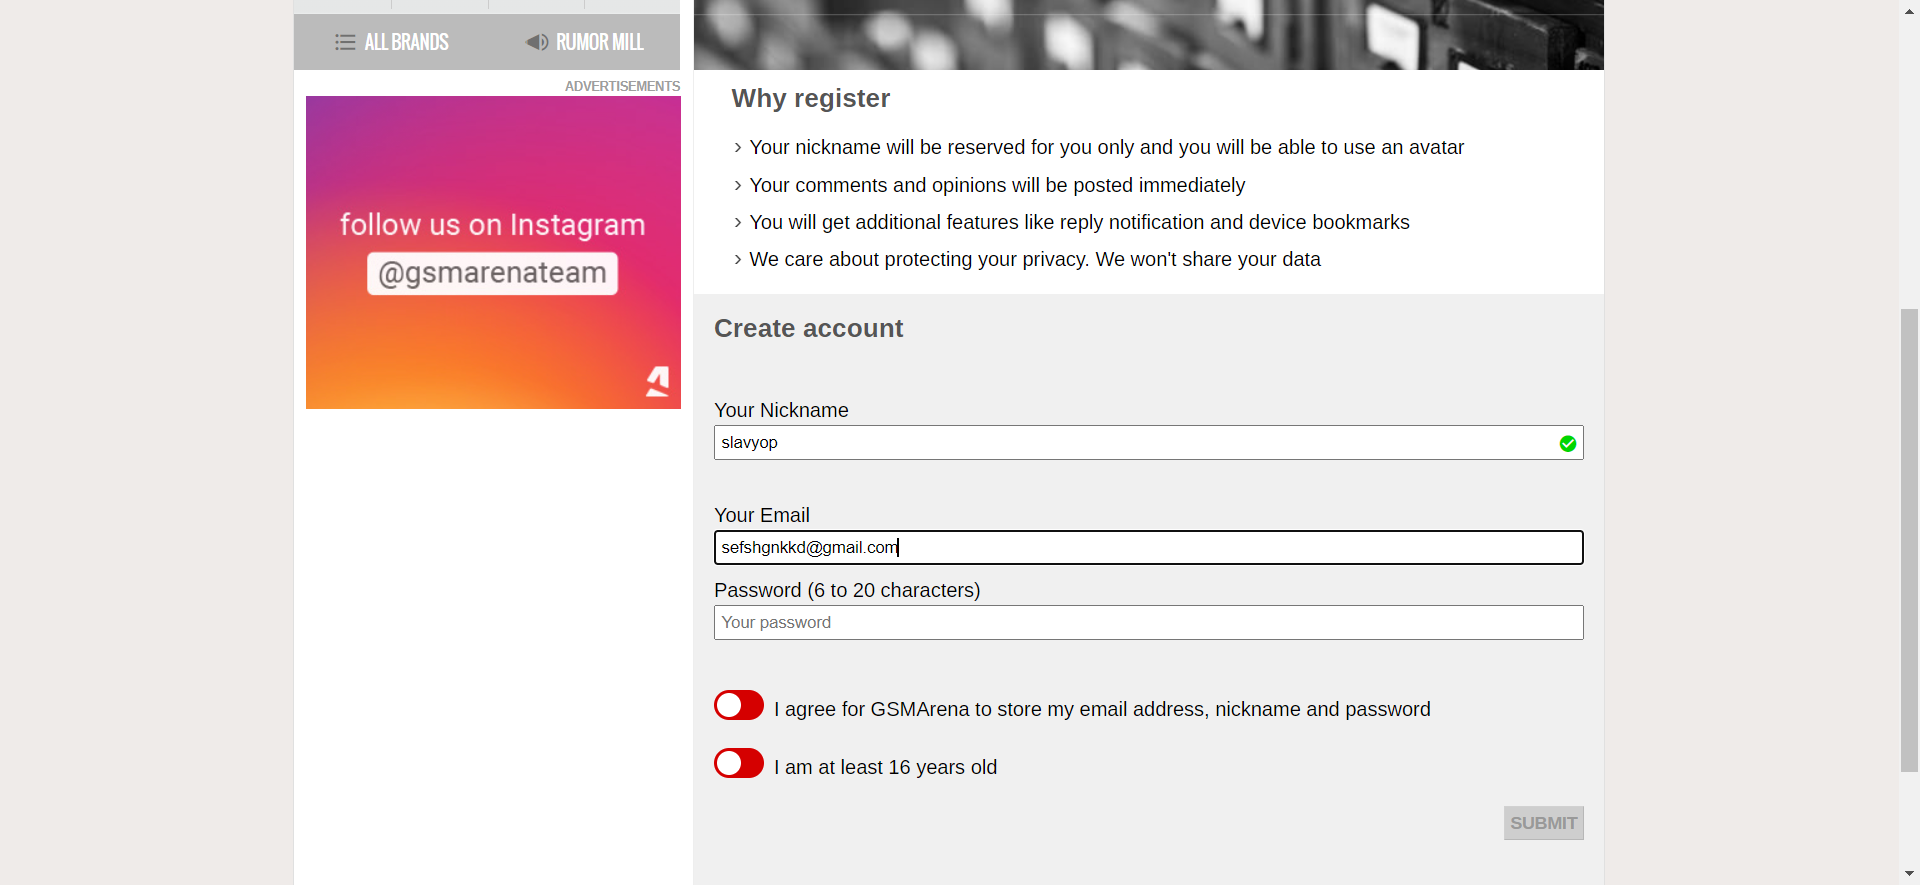 ALL BRANDS
RUMOR MILL
ADVERTISEMENTS
follow us on Instagram
@gsmarenateam
Why register
Your nickname will be reserved for you only and you will be able to use an avatar
Your comments and opinions will be posted immediately
You will get additional features like reply notification and device bookmarks
We care about protecting your privacy. We won't share your data
Create account
Your Nickname
slavyop
Your Email
sefshgnkkd@gmail.com
Password (6 to 20 characters)
Your password
I agree for GSMArena to store my email address, nickname and password
I am at least 16 years old
SUBMIT